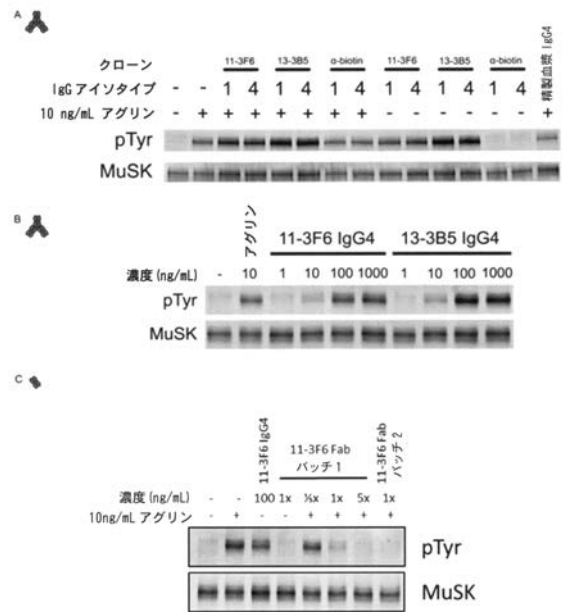 A
クローン 11-3F6 13-3B5 α-biotin 11-3F6 13-3B5 α-biotin 精製血漿 IgG4
IgG アイソタイプ - - 1 4 1 4 1 4 1 4 1 4 1 4
10 ng/mL アグリン - + + + + + + + - - - - - - +
pTyr
MuSK
B
アグリン 11-3F6 IgG4 13-3B5 IgG4
濃度 (ng/mL) - 10 1 10 100 1000 1 10 100 1000
pTyr
MuSK
C
11-3F6 IgG4 11-3F6 Fab バッチ 1 11-3F6 Fab バッチ 2
濃度 (ng/mL) - - 100 1x ⅕x 1x 5x 1x
10ng/mL アグリン - + - - + + + +
pTyr
MuSK